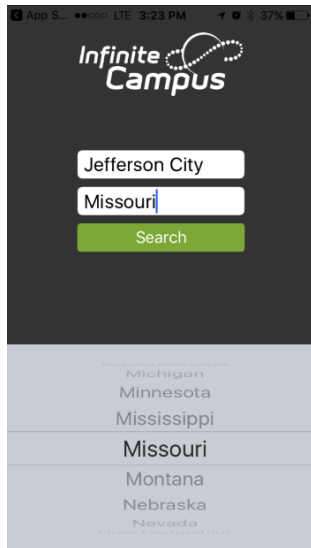 App S... LTE 3:23 PM 37%
Infinite
Campus
Jefferson City
Missouri
Search
Michigan
Minnesota
Mississippi
Missouri
Montana
Nebraska
Nevada